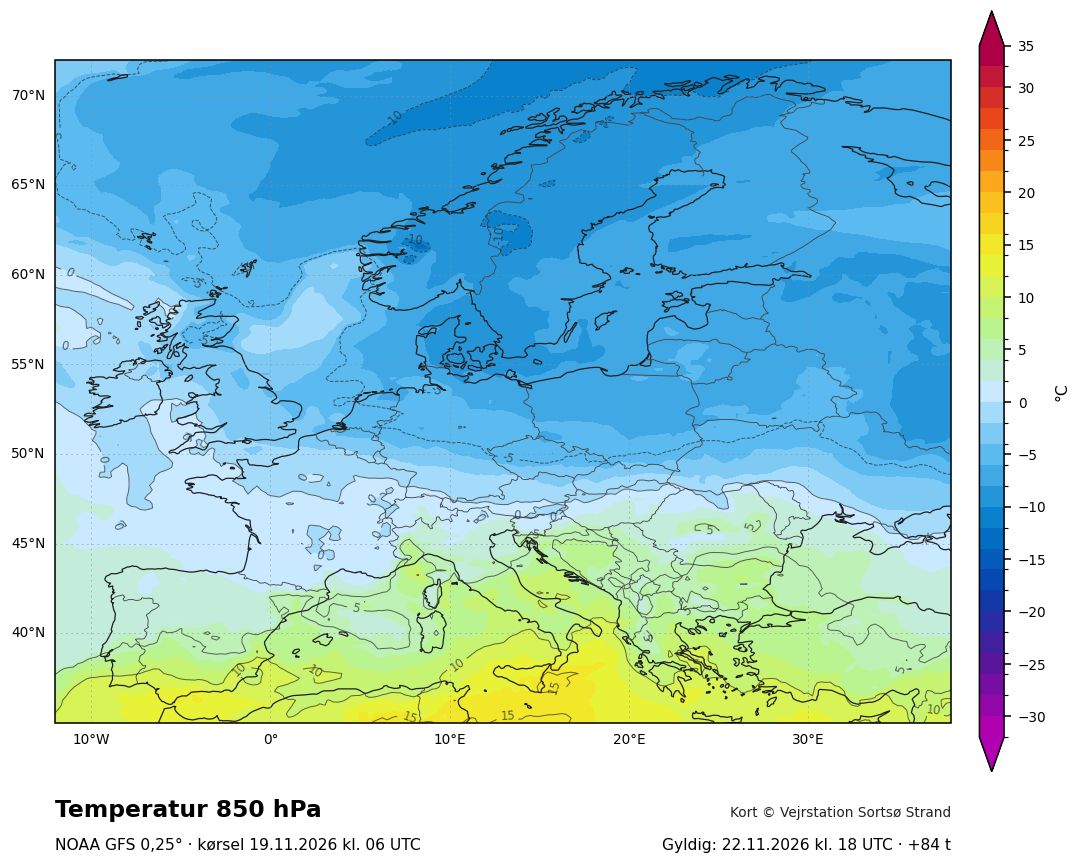 70°N
65°N
60°N
55°N
50°N
45°N
40°N
10°W
0°
10°E
20°E
30°E
35
30
25
20
15
10
5
0
−5
−10
−15
−20
−25
−30
°C
Temperatur 850 hPa
Kort © Vejrstation Sortsø Strand
NOAA GFS 0,25° · kørsel 19.11.2026 kl. 06 UTC
Gyldig: 22.11.2026 kl. 18 UTC · +84 t